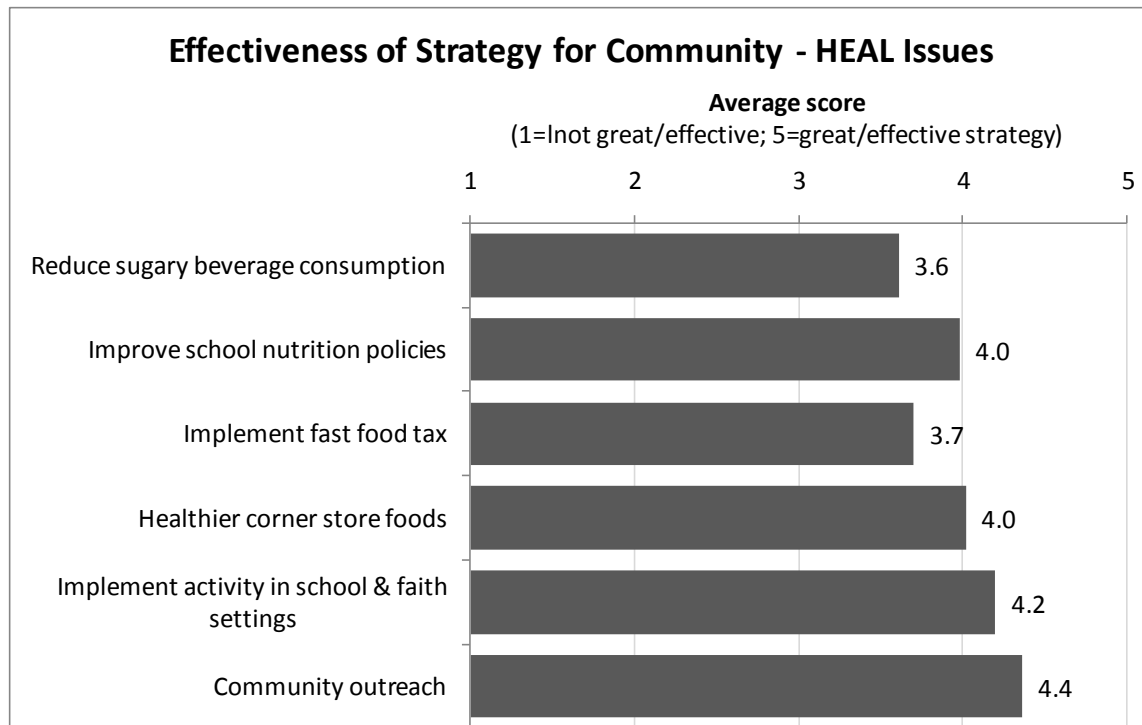 Effectiveness of Strategy for Community - HEAL Issues
Average score
(1=lnot great/effective; 5=great/effective strategy)
1 2 3 4 5
Reduce sugary beverage consumption 3.6
Improve school nutrition policies 4.0
Implement fast food tax 3.7
Healthier corner store foods 4.0
Implement activity in school & faith
settings 4.2
Community outreach 4.4